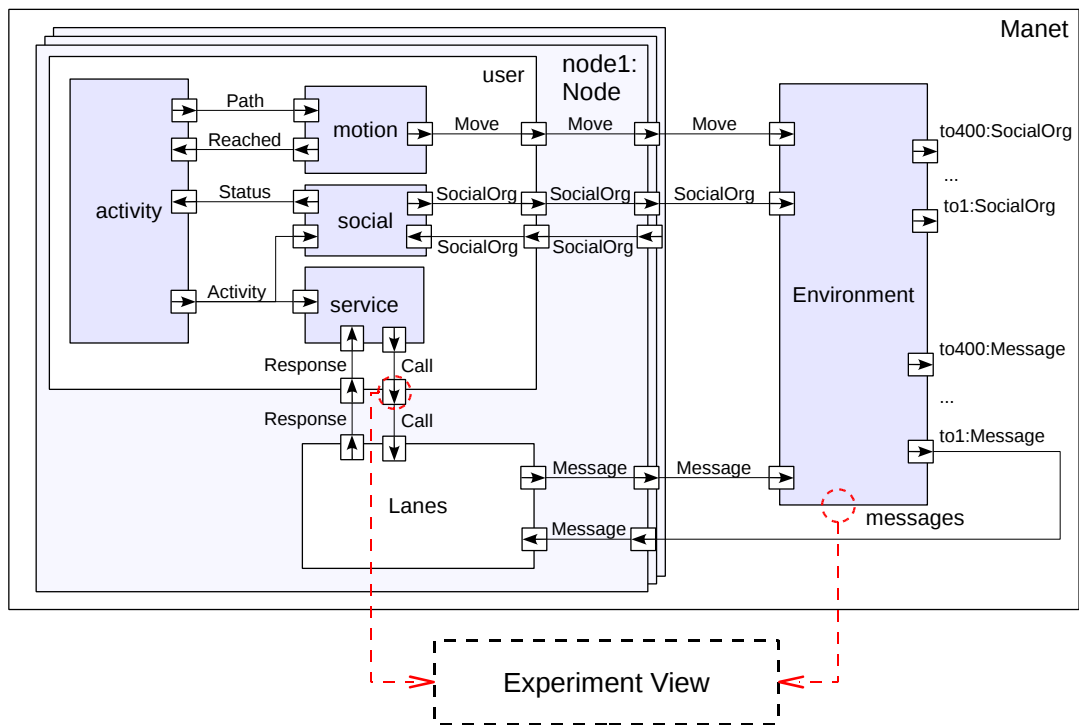 Manet
user
node1:
Node
Path
motion
Move
Move
Move
to400:SocialOrg
Reached
...
Status
SocialOrg
SocialOrg
SocialOrg
to1:SocialOrg
activity
social
SocialOrg
SocialOrg
Activity
service
Environment
Response
Call
to400:Message
...
Response
Call
to1:Message
Message
Message
Lanes
messages
Message
Experiment View